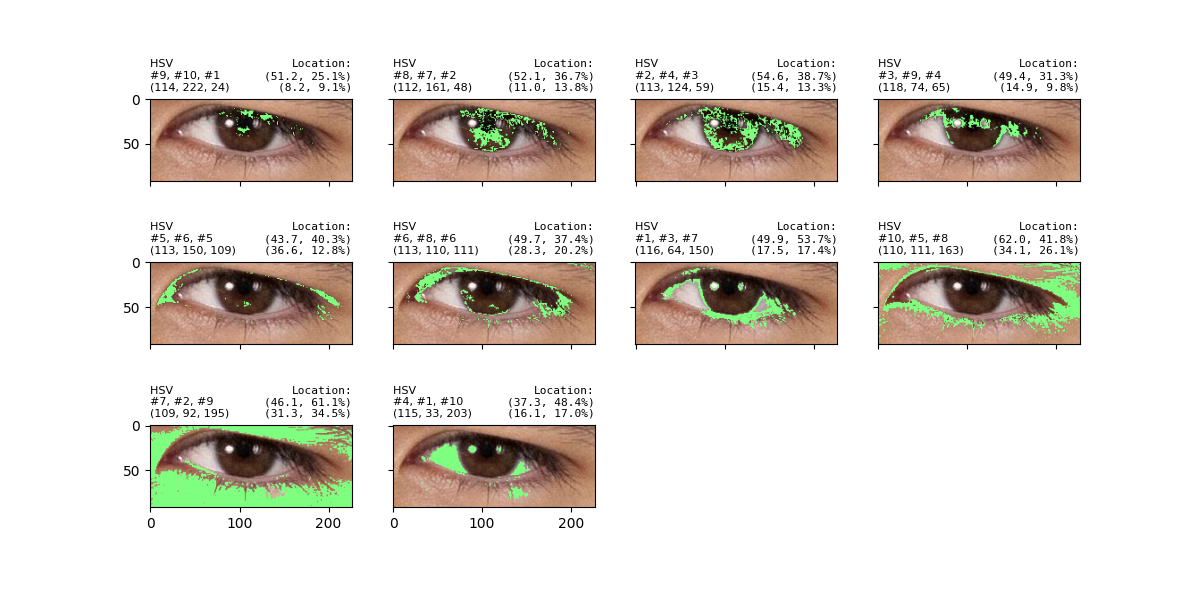 HSV Location:
#9, #10, #1 (51.2, 25.1%)
(114, 222, 24) (8.2, 9.1%)
HSV Location:
#8, #7, #2 (52.1, 36.7%)
(112, 161, 48) (11.0, 13.8%)
HSV Location:
#2, #4, #3 (54.6, 38.7%)
(113, 124, 59) (15.4, 13.3%)
HSV Location:
#3, #9, #4 (49.4, 31.3%)
(118, 74, 65) (14.9, 9.8%)
0
50
HSV Location:
#5, #6, #5 (43.7, 40.3%)
(113, 150, 109) (36.6, 12.8%)
HSV Location:
#6, #8, #6 (49.7, 37.4%)
(113, 110, 111) (28.3, 20.2%)
HSV Location:
#1, #3, #7 (49.9, 53.7%)
(116, 64, 150) (17.5, 17.4%)
HSV Location:
#10, #5, #8 (62.0, 41.8%)
(110, 111, 163) (34.1, 26.1%)
0
50
HSV Location:
#7, #2, #9 (46.1, 61.1%)
(109, 92, 195) (31.3, 34.5%)
HSV Location:
#4, #1, #10 (37.3, 48.4%)
(115, 33, 203) (16.1, 17.0%)
0
50
0 100 200
0 100 200